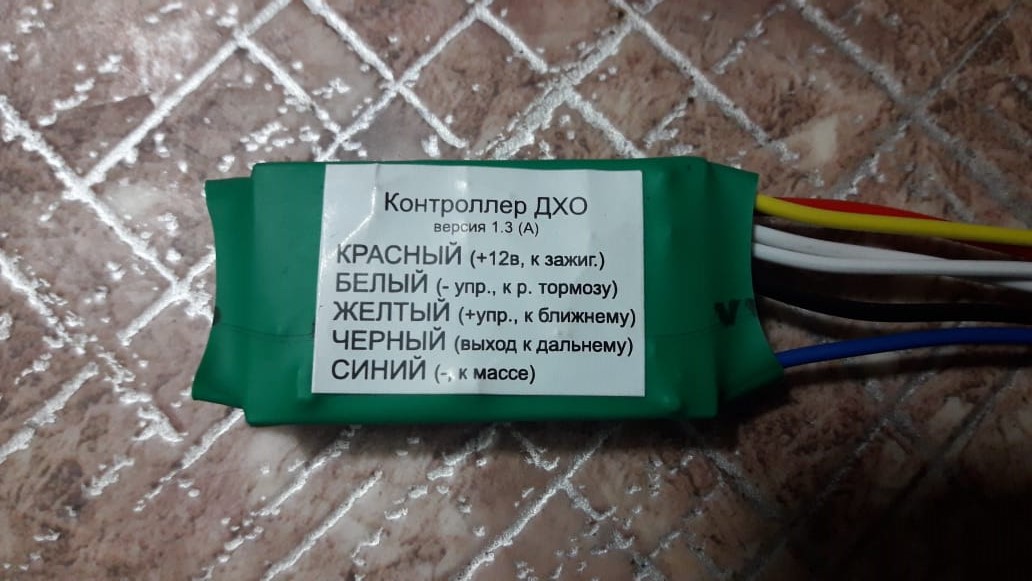 Контроллер ДХО
версия 1.3 (А)
КРАСНЫЙ (+12в, к зажиг.)
БЕЛЫЙ (- упр., к р. тормозу)
ЖЕЛТЫЙ (+упр., к ближнему)
ЧЕРНЫЙ (выход к дальнему)
СИНИЙ (-, к массе)